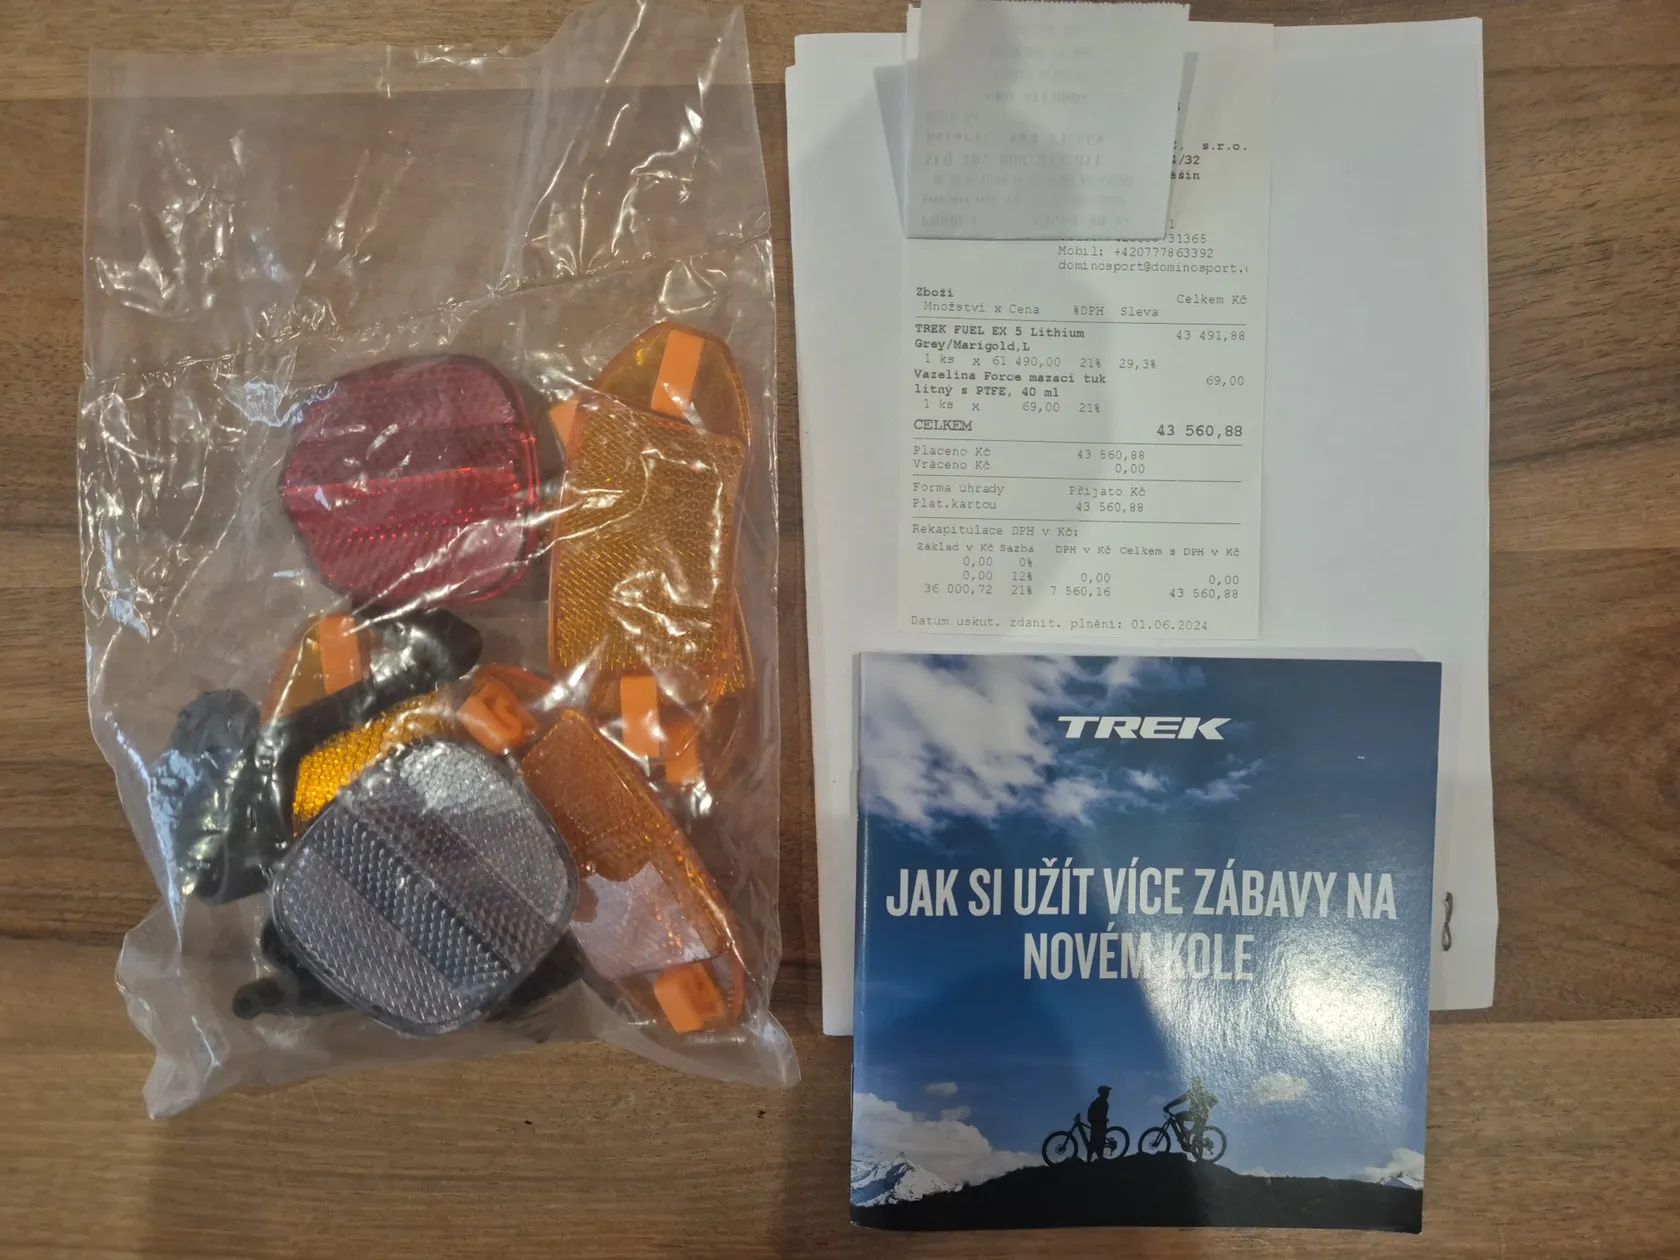 s.r.o.
/32
ešín
731365
Mobil: +420777863392
dominosport@dominosport.
Zboží
Množství x Cena %DPH Sleva Celkem Kč
TREK FUEL EX 5 Lithium 43 491,88
Grey/Marigold,L
1 ks x 61 490,00 21% 29,3%
Vazelína Force mazací tuk 69,00
litný s PTFE, 40 ml
1 ks x 69,00 21%
CELKEM 43 560,88
Placeno Kč 43 560,88
Vráceno Kč 0,00
Forma úhrady Přijato Kč
Plat.kartou 43 560,88
Rekapitulace DPH v Kč:
Základ v Kč Sazba DPH v Kč Celkem s DPH v Kč
0,00 0%
0,00 12% 0,00 0,00
36 000,72 21% 7 560,16 43 560,88
Datum uskut. zdanit. plnění: 01.06.2024
TREK
JAK SI UŽÍT VÍCE ZÁBAVY NA
NOVÉM KOLE